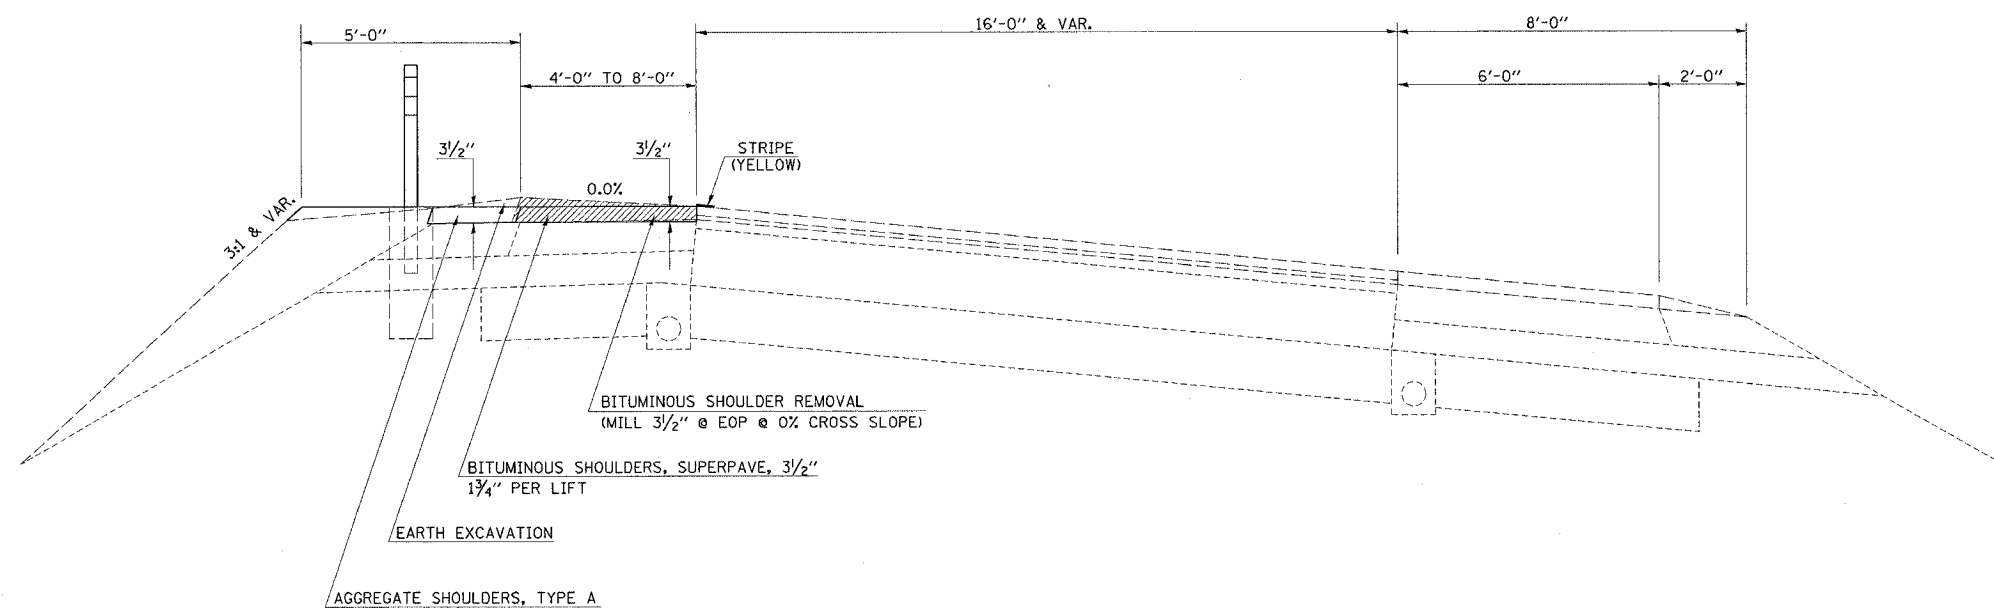 16'-0" & VAR.
8'-0"
5'-0"
4'-0" TO 8'-0"
6'-0"
2'-0"
3½"
3½"
STRIPE
(YELLOW)
0.0%
3:1 & VAR.
BITUMINOUS SHOULDER REMOVAL
(MILL 3½" @ EOP @ 0% CROSS SLOPE)
BITUMINOUS SHOULDERS, SUPERPAVE, 3½"
1¾" PER LIFT
EARTH EXCAVATION
AGGREGATE SHOULDERS, TYPE A